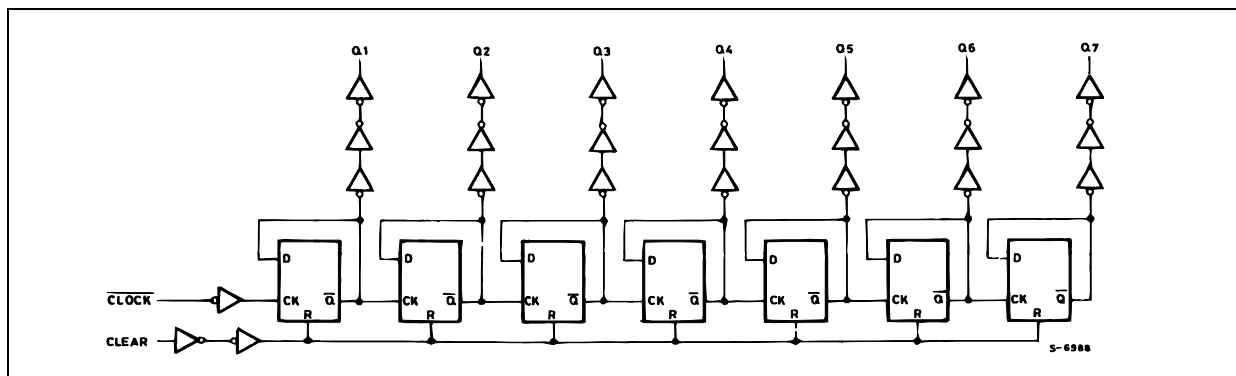 Q1 Q2 Q3 Q4 Q5 Q6 Q7
D D D D D D D
CLOCK CK Q CK Q CK Q CK Q CK Q CK Q CK Q
R R R R R R R
CLEAR
S-6988